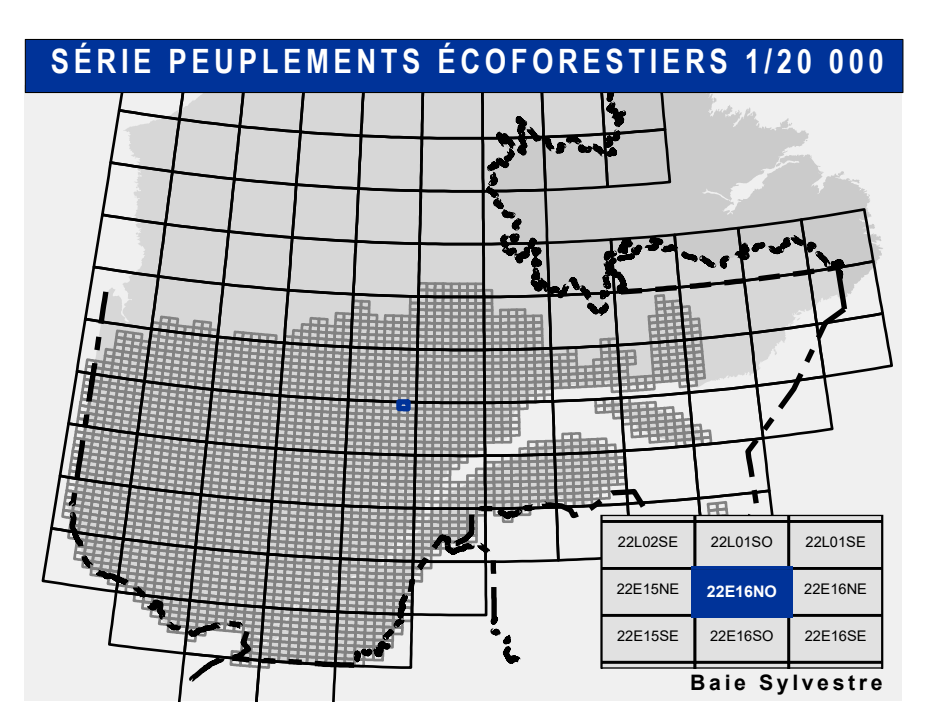 SÉRIE PEUPLEMENTS ÉCOFORESTIERS 1/20 000
22L02SE 22L01SO 22L01SE
22E15NE 22E16NO 22E16NE
22E15SE 22E16SO 22E16SE
Baie Sylvestre